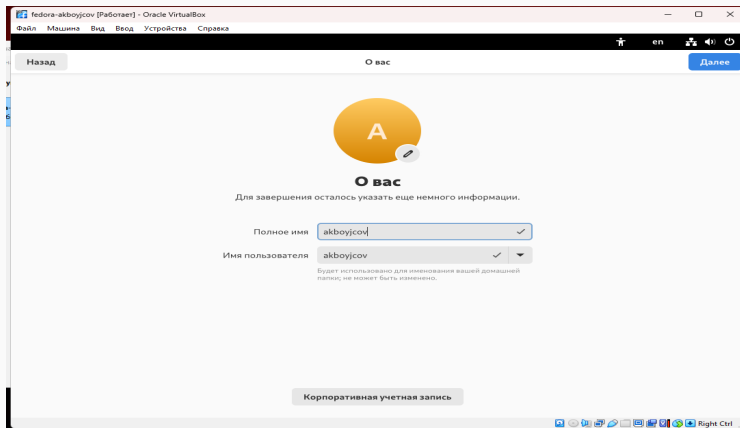 fedora-akboyjcov [Работает] - Oracle VirtualBox
Файл Машина Вид Ввод Устройства Справка
en
Назад О вас Далее
A
О вас
Для завершения осталось указать еще немного информации.
Полное имя akboyjcov
Имя пользователя akboyjcov
Будет использовано для именования вашей домашней
папки; не может быть изменено.
Корпоративная учетная запись
Right Ctrl